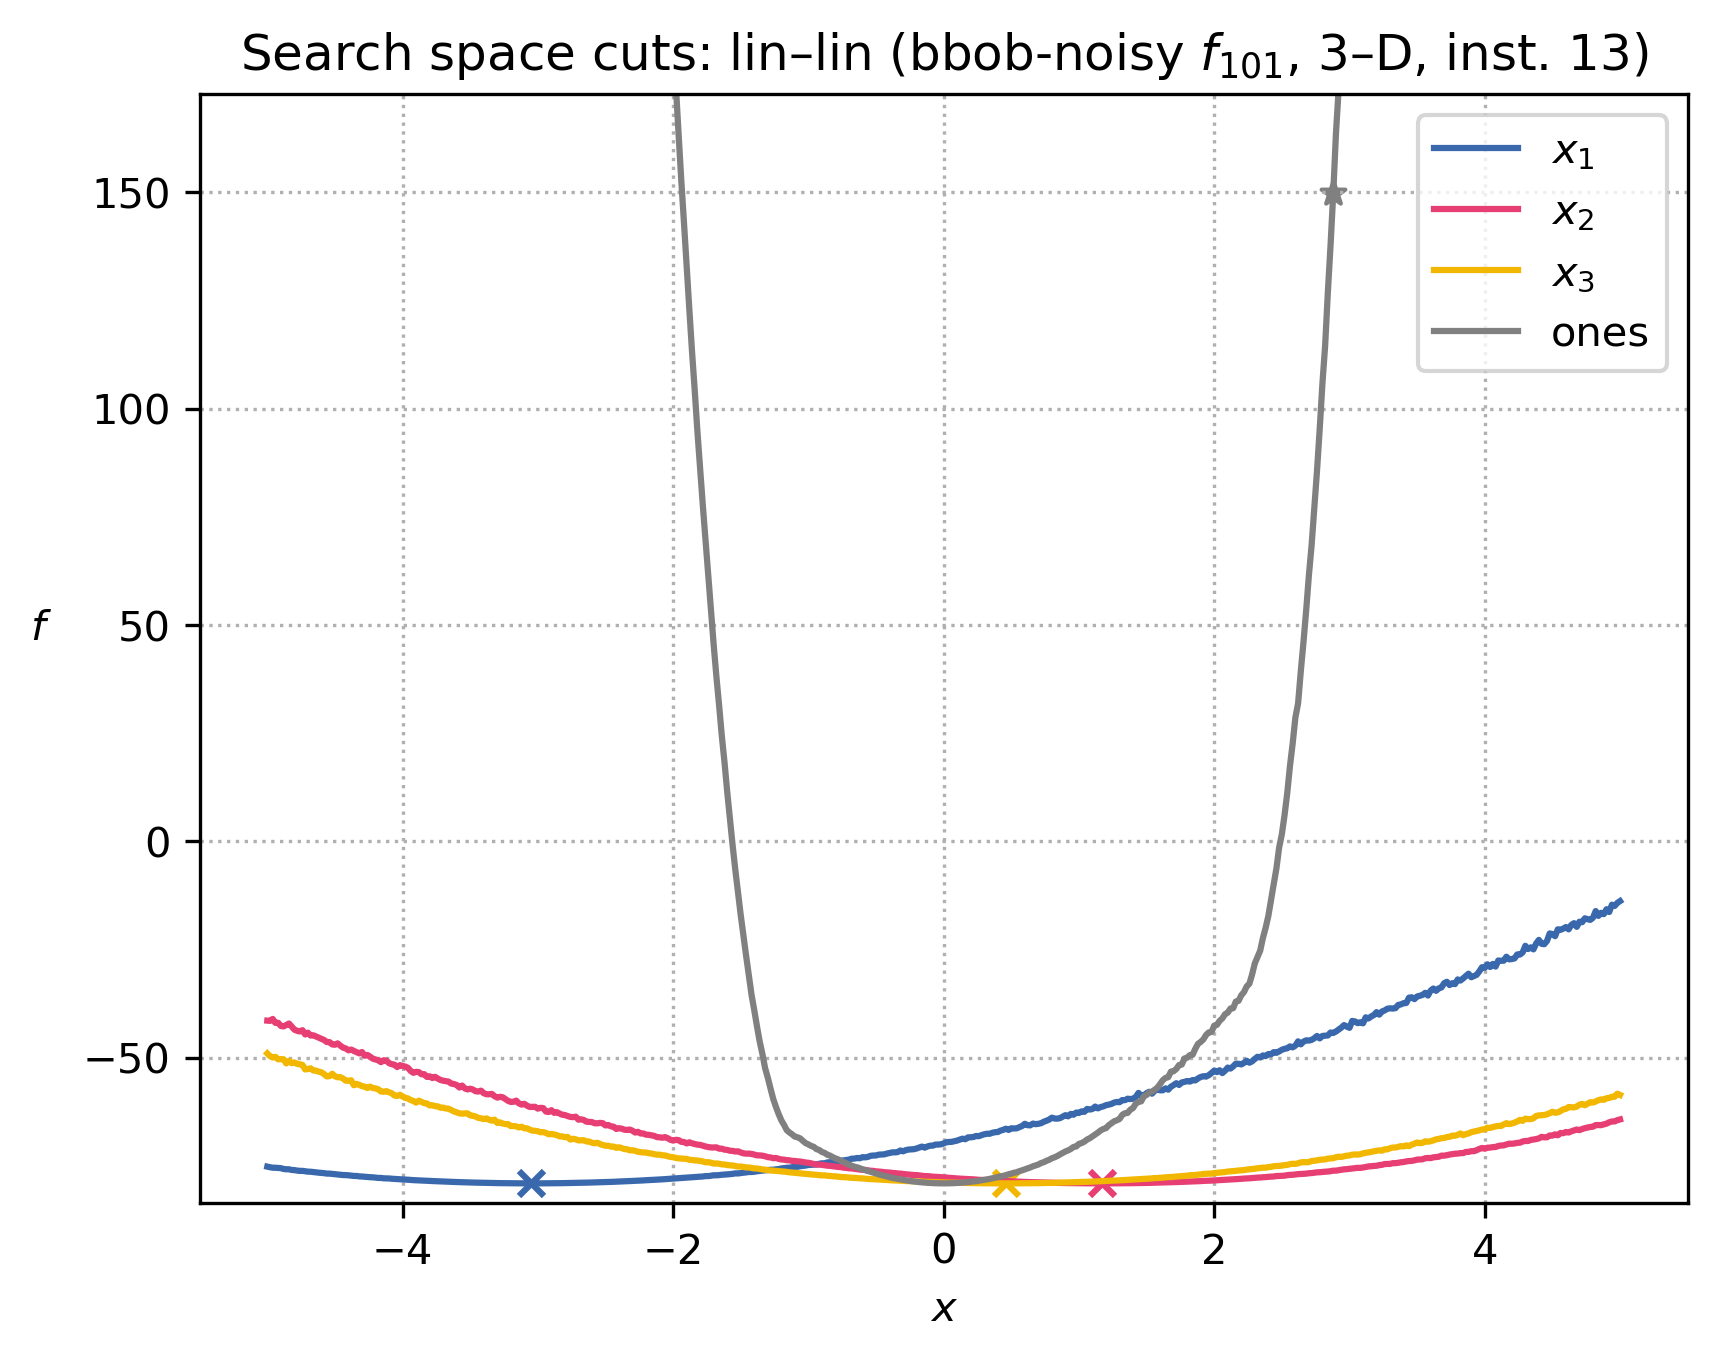 Search space cuts: lin–lin (bbob-noisy f₁₀₁, 3–D, inst. 13)
x₁
x₂
x₃
ones
150
100
50
0
−50
f
−4 −2 0 2 4
x